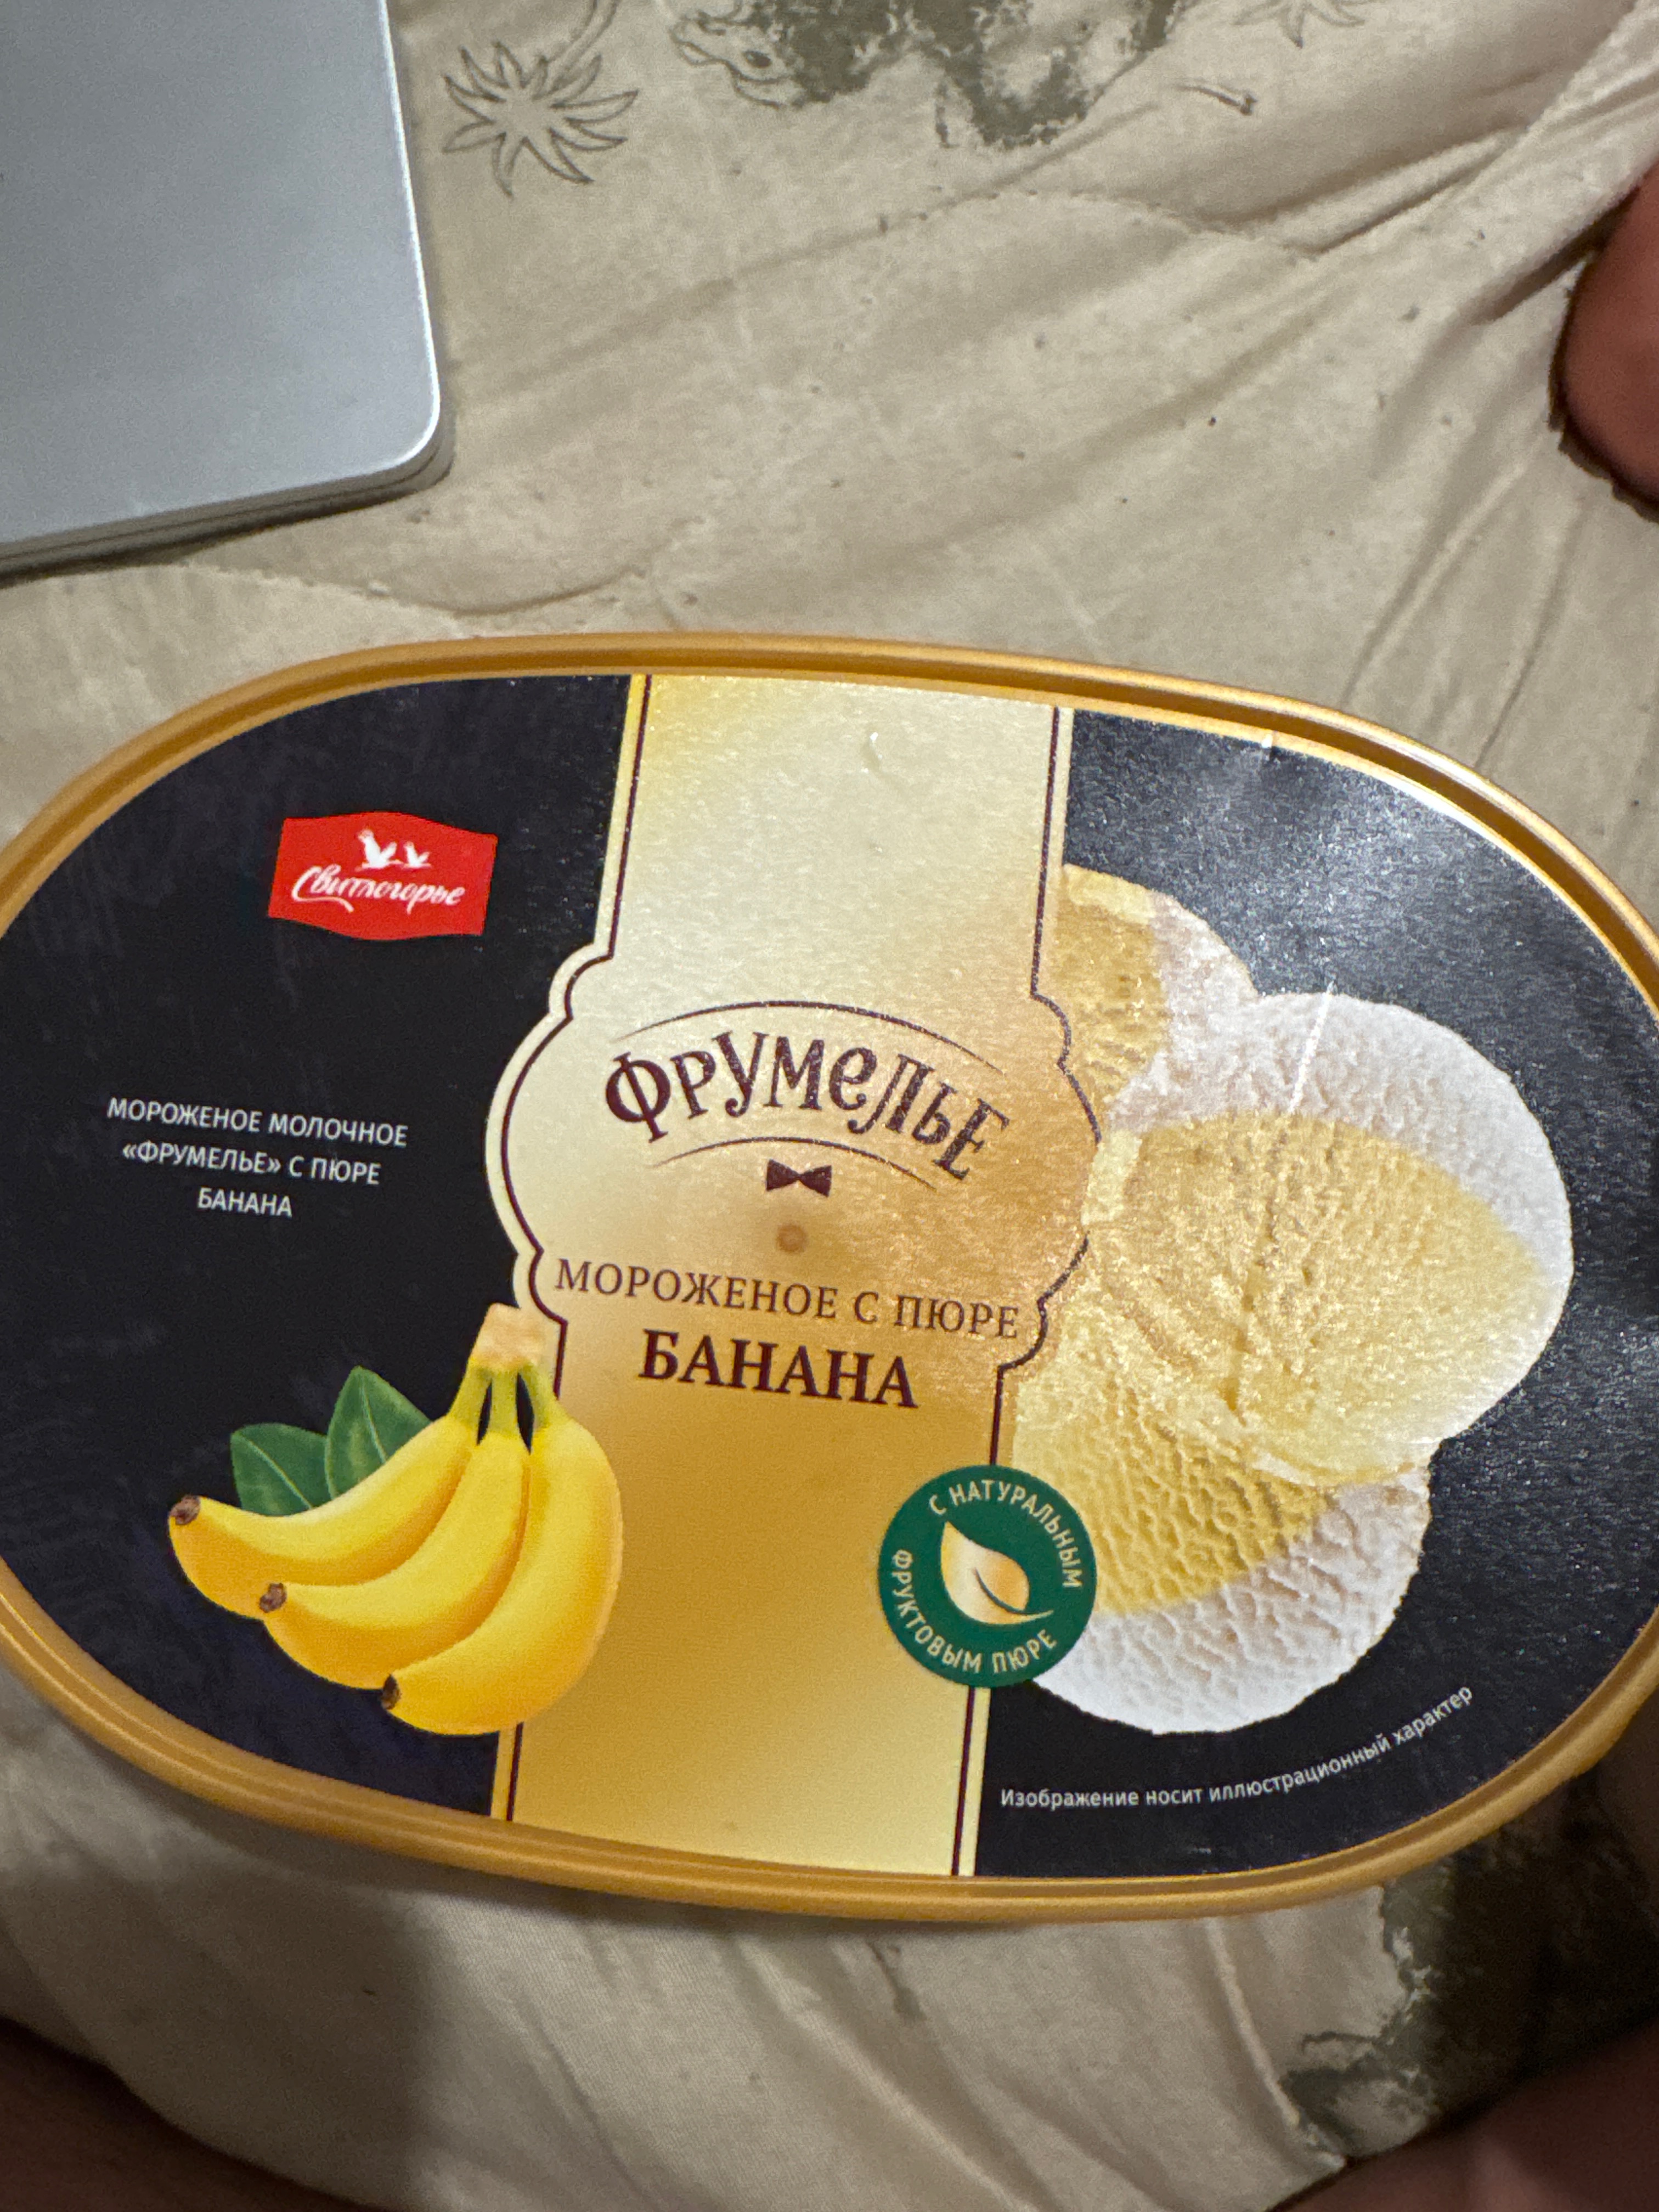 Свитлогорье
МОРОЖЕНОЕ МОЛОЧНОЕ
«ФРУМЕЛЬЕ» С ПЮРЕ
БАНАНА
ФРУМЕЛЬЕ
МОРОЖЕНОЕ С ПЮРЕ
БАНАНА
С НАТУРАЛЬНЫМ
ФРУКТОВЫМ ПЮРЕ
Изображение носит иллюстрационный характер